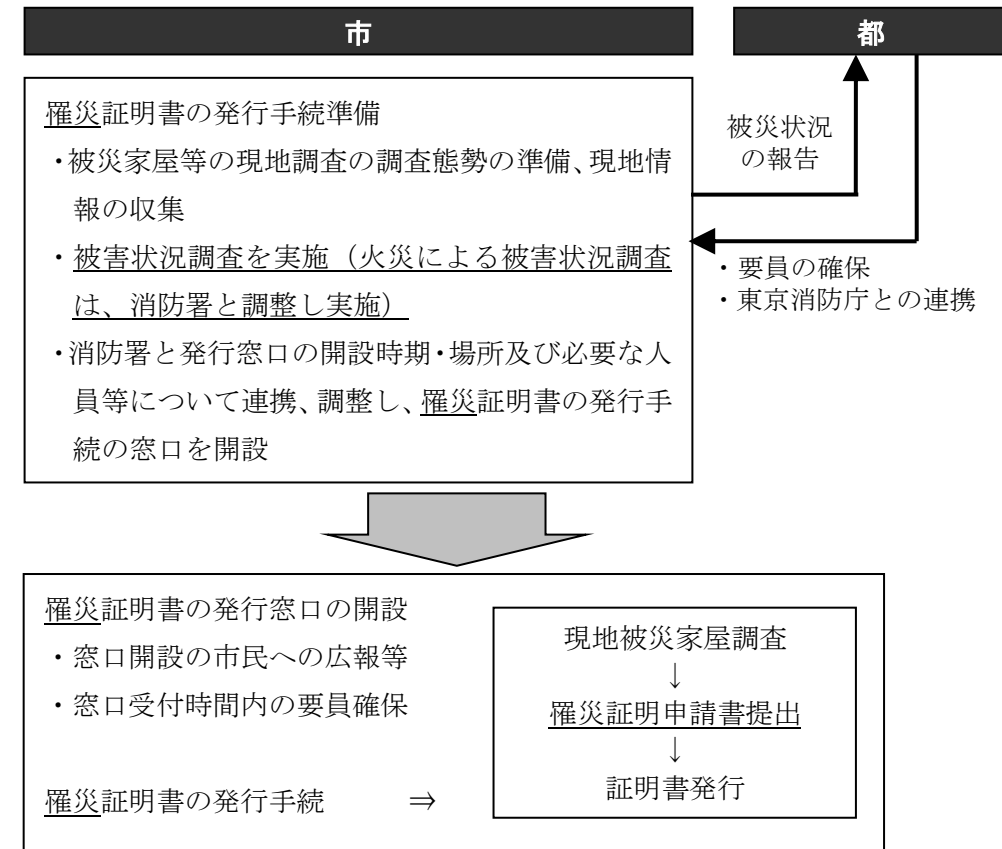 市
都
罹災証明書の発行手続準備
・被災家屋等の現地調査の調査態勢の準備、現地情
報の収集
・被害状況調査を実施（火災による被害状況調査
は、消防署と調整し実施）
・消防署と発行窓口の開設時期・場所及び必要な人
員等について連携、調整し、罹災証明書の発行手
続の窓口を開設
被災状況
の報告
・要員の確保
・東京消防庁との連携
罹災証明書の発行窓口の開設
・窓口開設の市民への広報等
・窓口受付時間内の要員確保
罹災証明書の発行手続　⇒
現地被災家屋調査
↓
罹災証明申請書提出
↓
証明書発行